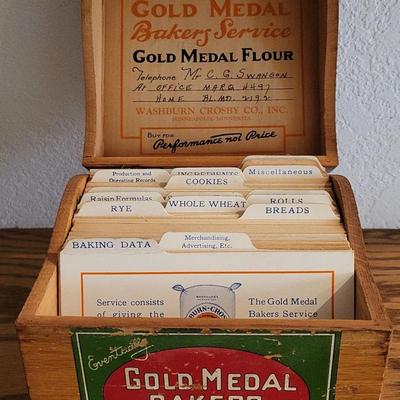 GOLD MEDAL
Bakers Service
GOLD MEDAL FLOUR
Telephone Mr C. G. SWANSON
At OFFICE MARQ 4497
HOME BL.MD. 2192
WASHBURN CROSBY CO., INC.
MINNEAPOLIS, MINNESOTA
BUY FOR
Performance not Price
Production and
Operating Records
INGREDIENTS
Miscellaneous
COOKIES
Raisin Formulas
WHOLE WHEAT
ROLLS
RYE
BREADS
BAKING DATA
Merchandising,
Advertising, Etc.
Service consists
of giving the
The Gold Medal
Bakers Service
Eventually
GOLD MEDAL
BAKERS